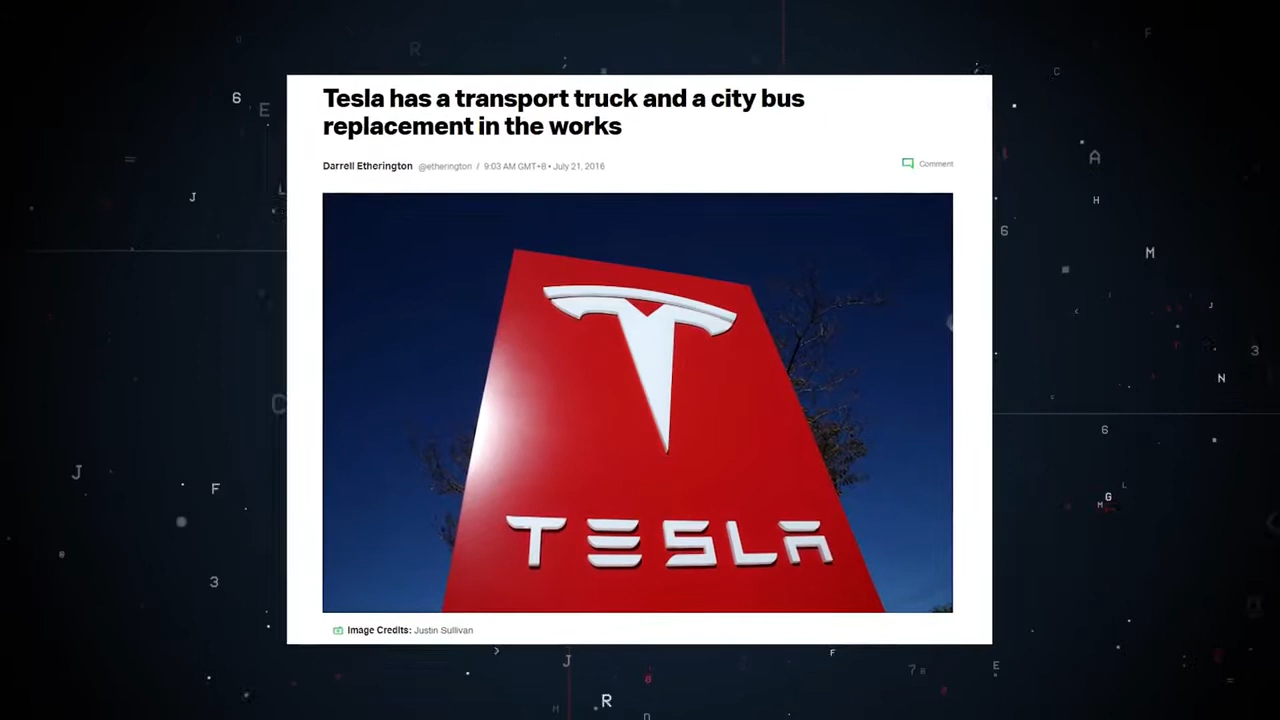 Tesla has a transport truck and a city bus
replacement in the works
Darrell Etherington @etherington / 9:03 AM GMT+8 • July 21, 2016
Comment
TESLA
Image Credits: Justin Sullivan